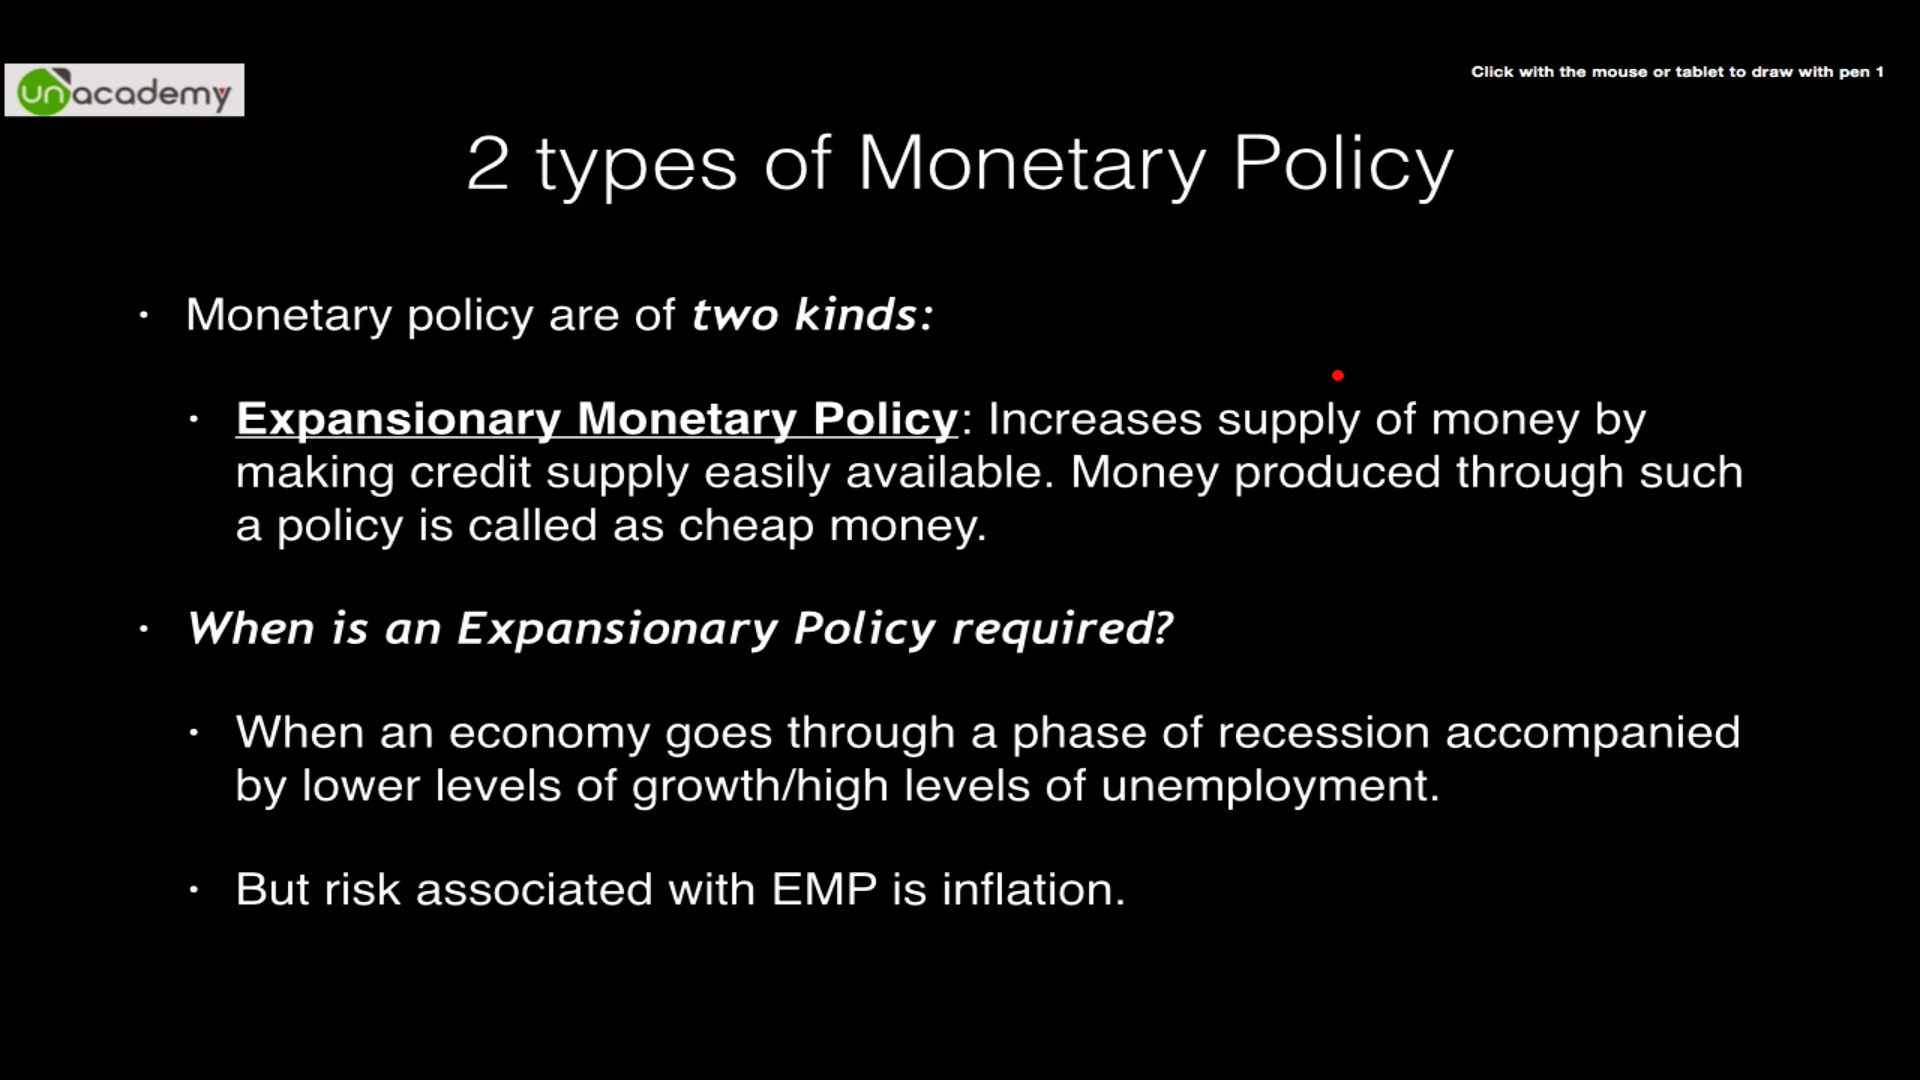 unacademy
Click with the mouse or tablet to draw with pen 1
2 types of Monetary Policy
• Monetary policy are of two kinds:
• Expansionary Monetary Policy: Increases supply of money by
making credit supply easily available. Money produced through such
a policy is called as cheap money.
• When is an Expansionary Policy required?
• When an economy goes through a phase of recession accompanied
by lower levels of growth/high levels of unemployment.
• But risk associated with EMP is inflation.